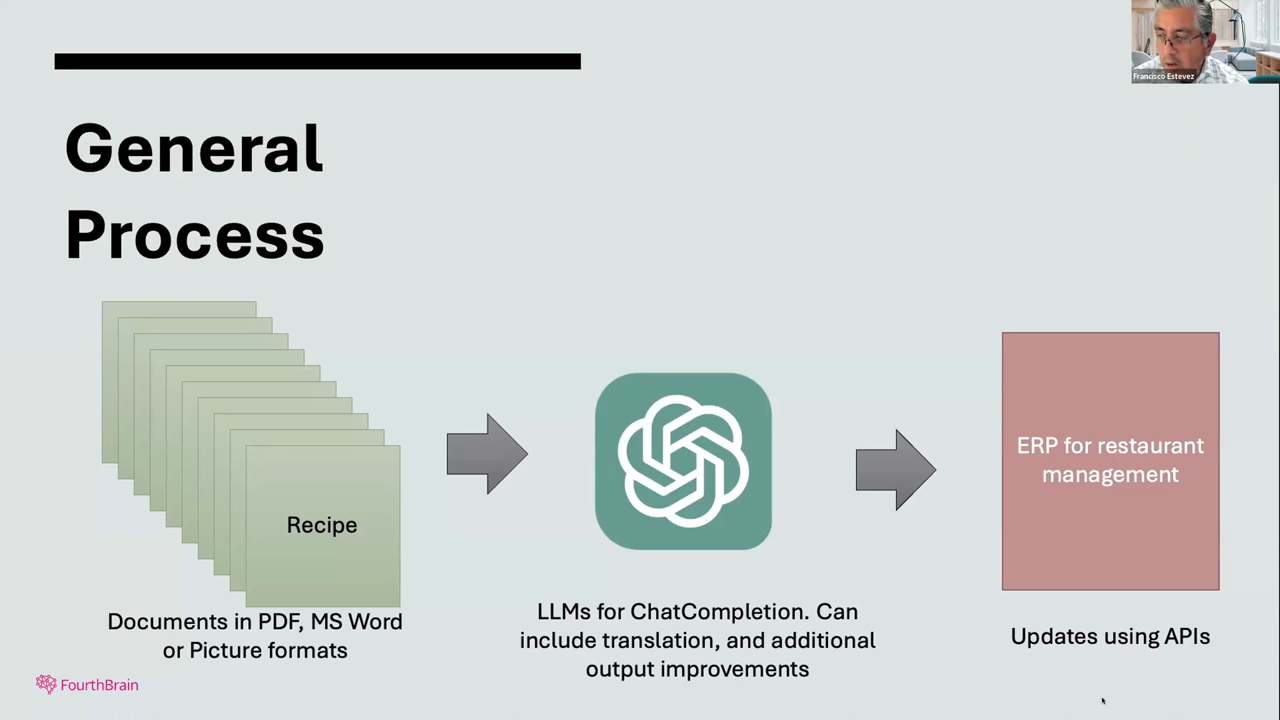 Francisco Estevez
General
Process
Recipe
Documents in PDF, MS Word
or Picture formats
LLMs for ChatCompletion. Can
include translation, and additional
output improvements
ERP for restaurant
management
Updates using APIs
FourthBrain